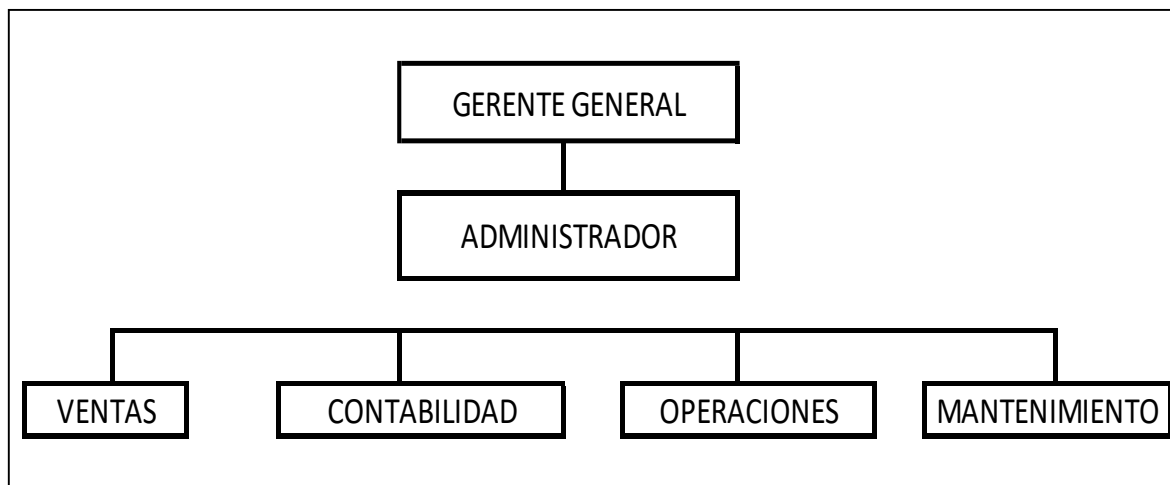 GERENTE GENERAL
ADMINISTRADOR
VENTAS
CONTABILIDAD
OPERACIONES
MANTENIMIENTO